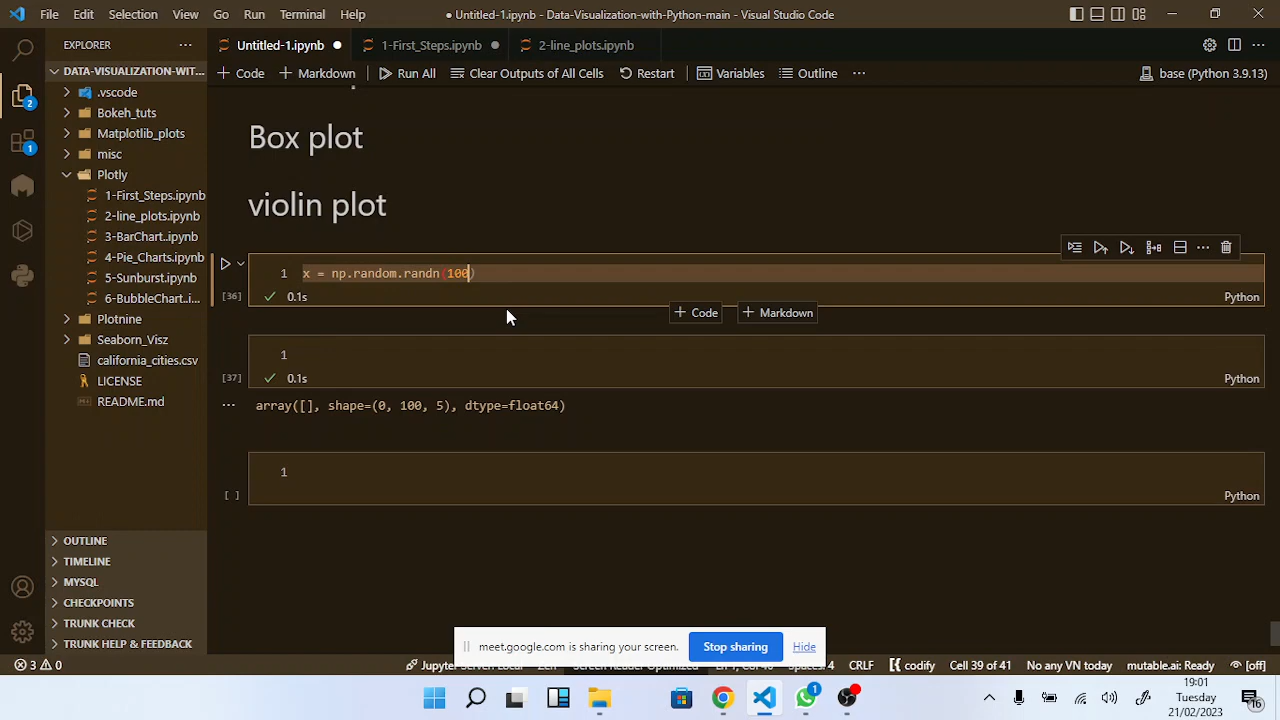 File Edit Selection View Go Run Terminal Help
● Untitled-1.ipynb - Data-Visualization-with-Python-main - Visual Studio Code
EXPLORER
Untitled-1.ipynb
1-First_Steps.ipynb
2-line_plots.ipynb
DATA-VISUALIZATION-WIT...
+ Code
+ Markdown
Run All
Clear Outputs of All Cells
Restart
Variables
Outline
base (Python 3.9.13)
.vscode
Bokeh_tuts
Matplotlib_plots
misc
Plotly
1-First_Steps.ipynb
2-line_plots.ipynb
3-BarChart..ipynb
4-Pie_Charts.ipynb
5-Sunburst.ipynb
6-BubbleChart..i...
Plotnine
Seaborn_Visz
california_cities.csv
LICENSE
README.md
OUTLINE
TIMELINE
MYSQL
CHECKPOINTS
TRUNK CHECK
TRUNK HELP & FEEDBACK
2
1
Box plot
violin plot
1 x = np.random.randn(100)
[36] 0.1s Python
+ Code + Markdown
1
[37] 0.1s Python
array([], shape=(0, 100, 5), dtype=float64)
1
[ ] Python
meet.google.com is sharing your screen. Stop sharing Hide
3 0
CRLF codify Cell 39 of 41 No any VN today mutable.ai Ready [off]
1
19:01
Tuesday
21/02/2023
16